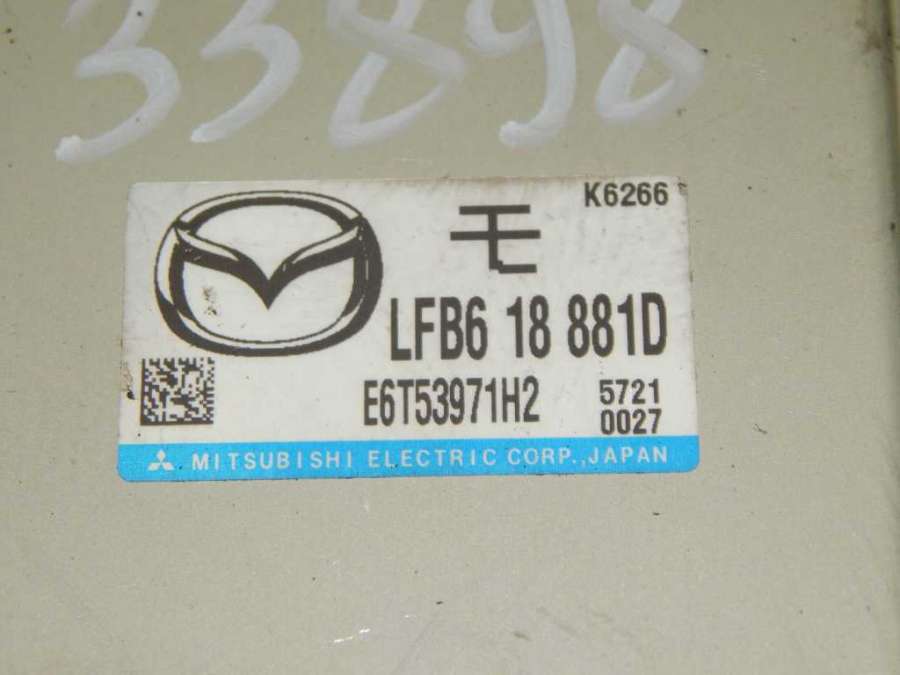 33898
K6266
モ
LFB6 18 881D
E6T53971H2
5721
0027
MITSUBISHI ELECTRIC CORP., JAPAN